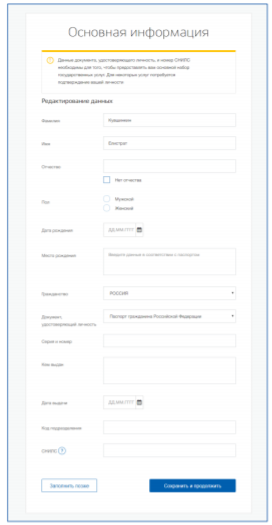 Основная информация
Данные документа, удостоверяющего личность, и номер СНИЛС
необходимы для того, чтобы предоставлять вам основной набор
государственных услуг. Для некоторых услуг потребуется
подтверждение вашей личности
Редактирование данных
Фамилия
Кувшинкин
Имя
Елистрат
Отчество
Нет отчества
Пол
Мужской
Женский
Дата рождения
ДД.ММ.ГГГГ
Место рождения
Введите данные в соответствии с паспортом
Гражданство
РОССИЯ
Документ,
удостоверяющий личность
Паспорт гражданина Российской Федерации
Серия и номер
Кем выдан
Дата выдачи
ДД.ММ.ГГГГ
Код подразделения
СНИЛС ?
Заполнить позже
Сохранить и продолжить